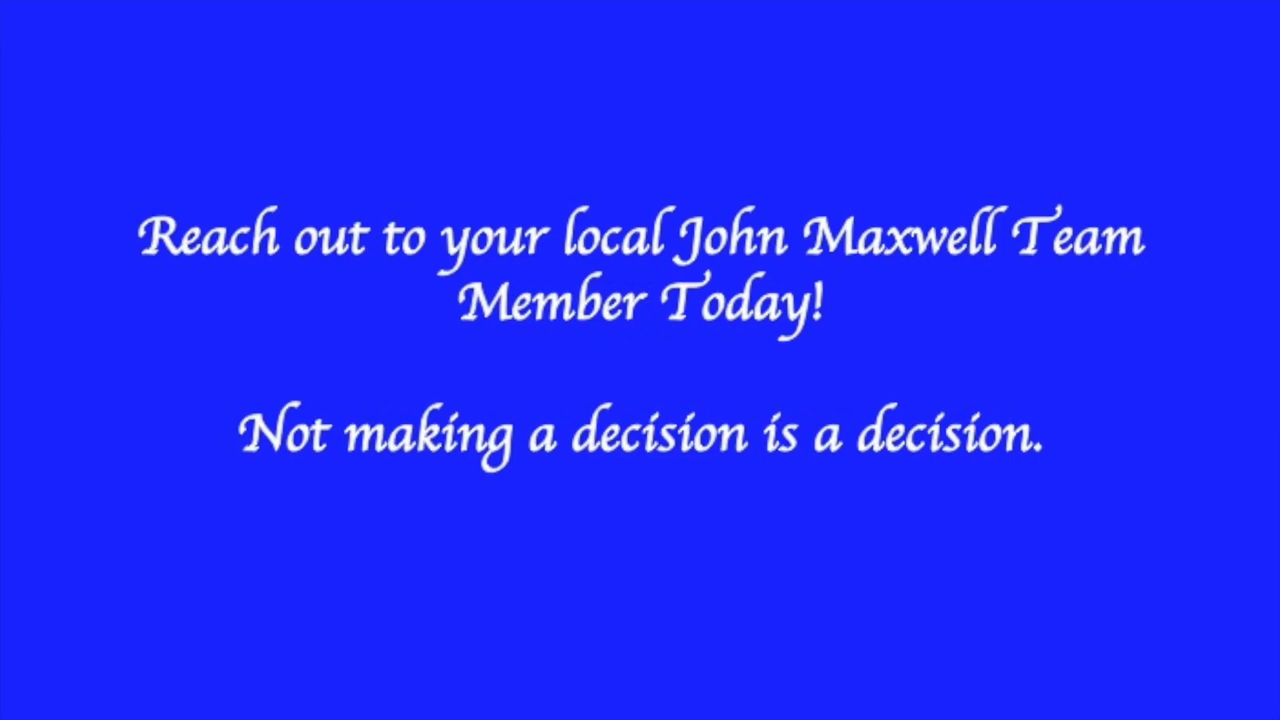 Reach out to your local John Maxwell Team
Member Today!
Not making a decision is a decision.